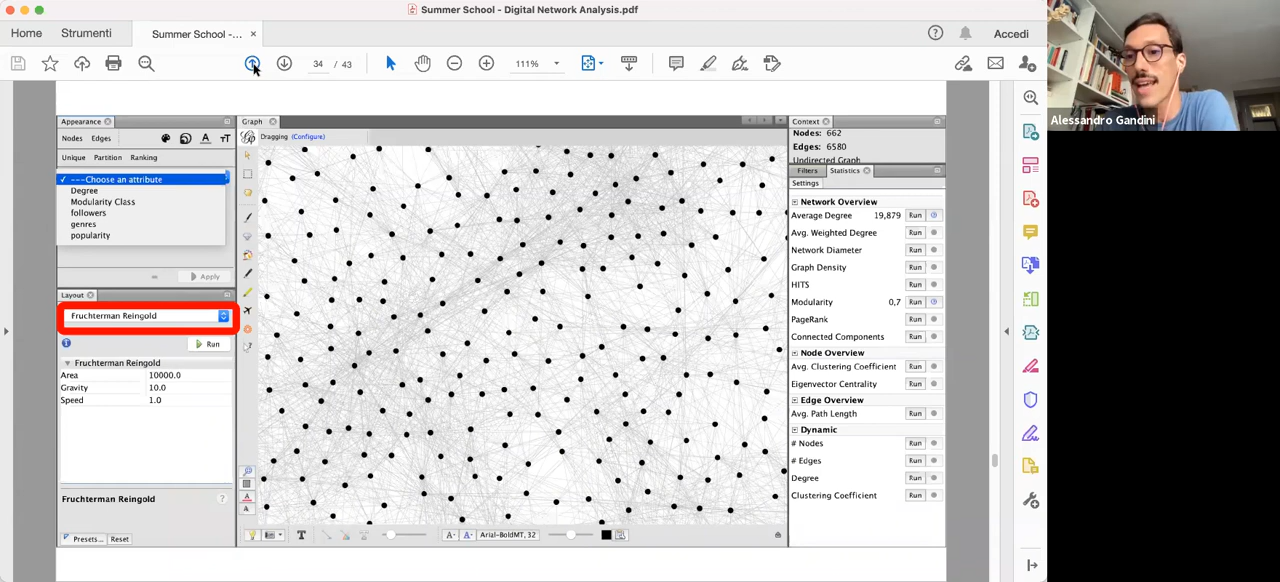 Summer School - Digital Network Analysis.pdf
Home Strumenti Summer School -... × Accedi
34 / 43 111%
Alessandro Gandini
Appearance
Nodes Edges
Unique Partition Ranking
✓ ---Choose an attribute
Degree
Modularity Class
followers
genres
popularity
Apply
Layout
Fruchterman Reingold
Run
Fruchterman Reingold
Area 10000.0
Gravity 10.0
Speed 1.0
Fruchterman Reingold
Presets... Reset
Graph
Dragging (Configure)
T A- A+ Arial-BoldMT, 32
Context
Nodes: 662
Edges: 6580
Undirected Graph
Filters Statistics
Settings
Network Overview
Average Degree 19,879 Run
Avg. Weighted Degree Run
Network Diameter Run
Graph Density Run
HITS Run
Modularity 0,7 Run
PageRank Run
Connected Components Run
Node Overview
Avg. Clustering Coefficient Run
Eigenvector Centrality Run
Edge Overview
Avg. Path Length Run
Dynamic
# Nodes Run
# Edges Run
Degree Run
Clustering Coefficient Run